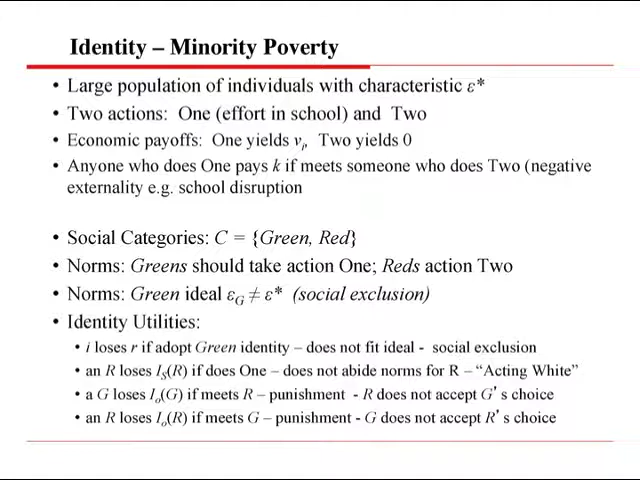 Identity – Minority Poverty
• Large population of individuals with characteristic ε*
• Two actions: One (effort in school) and Two
• Economic payoffs: One yields vᵢ, Two yields 0
• Anyone who does One pays k if meets someone who does Two (negative
externality e.g. school disruption
• Social Categories: C = {Green, Red}
• Norms: Greens should take action One; Reds action Two
• Norms: Green ideal ε_G ≠ ε* (social exclusion)
• Identity Utilities:
• i loses r if adopt Green identity – does not fit ideal - social exclusion
• an R loses I_S(R) if does One – does not abide norms for R – “Acting White”
• a G loses I_o(G) if meets R – punishment - R does not accept G’s choice
• an R loses I_o(R) if meets G – punishment - G does not accept R’s choice